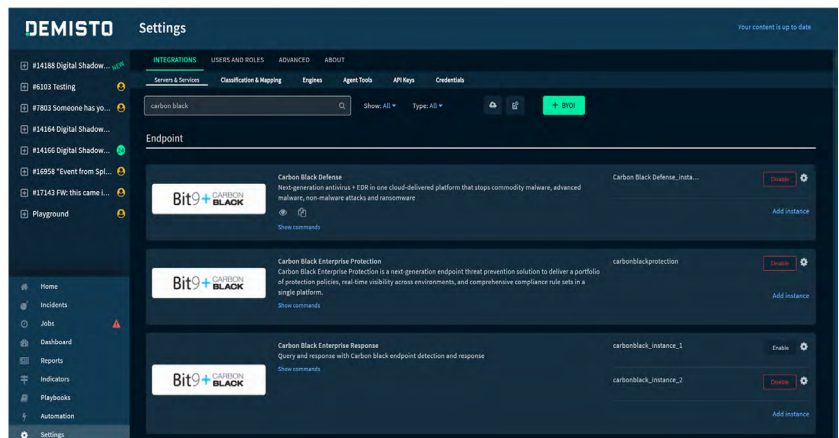 DEMISTO
Settings
Your content is up to date
#14188 Digital Shadow... NEW
#6103 Testing
#7803 Someone has yo...
#14164 Digital Shadow...
#14166 Digital Shadow... 24
#16958 "Event from Spl...
#17143 FW: this came i...
Playground
Home
Incidents
Jobs
Dashboard
Reports
Indicators
Playbooks
Automation
Settings
INTEGRATIONS USERS AND ROLES ADVANCED ABOUT
Servers & Services Classification & Mapping Engines Agent Tools API Keys Credentials
carbon black Show: All Type: All + BYOI
Endpoint
Bit9 + CARBON BLACK
Carbon Black Defense
Next-generation antivirus + EDR in one cloud-delivered platform that stops commodity malware, advanced
malware, non-malware attacks and ransomware
Show commands
Carbon Black Defense_insta...
Disable
Add instance
Bit9 + CARBON BLACK
Carbon Black Enterprise Protection
Carbon Black Enterprise Protection is a next-generation endpoint threat prevention solution to deliver a portfolio
of protection policies, real-time visibility across environments, and comprehensive compliance rule sets in a
single platform.
Show commands
carbonblackprotection
Disable
Add instance
Bit9 + CARBON BLACK
Carbon Black Enterprise Response
Query and response with Carbon black endpoint detection and response
Show commands
carbonblack_instance_1
Enable
carbonblack_instance_2
Disable
Add instance